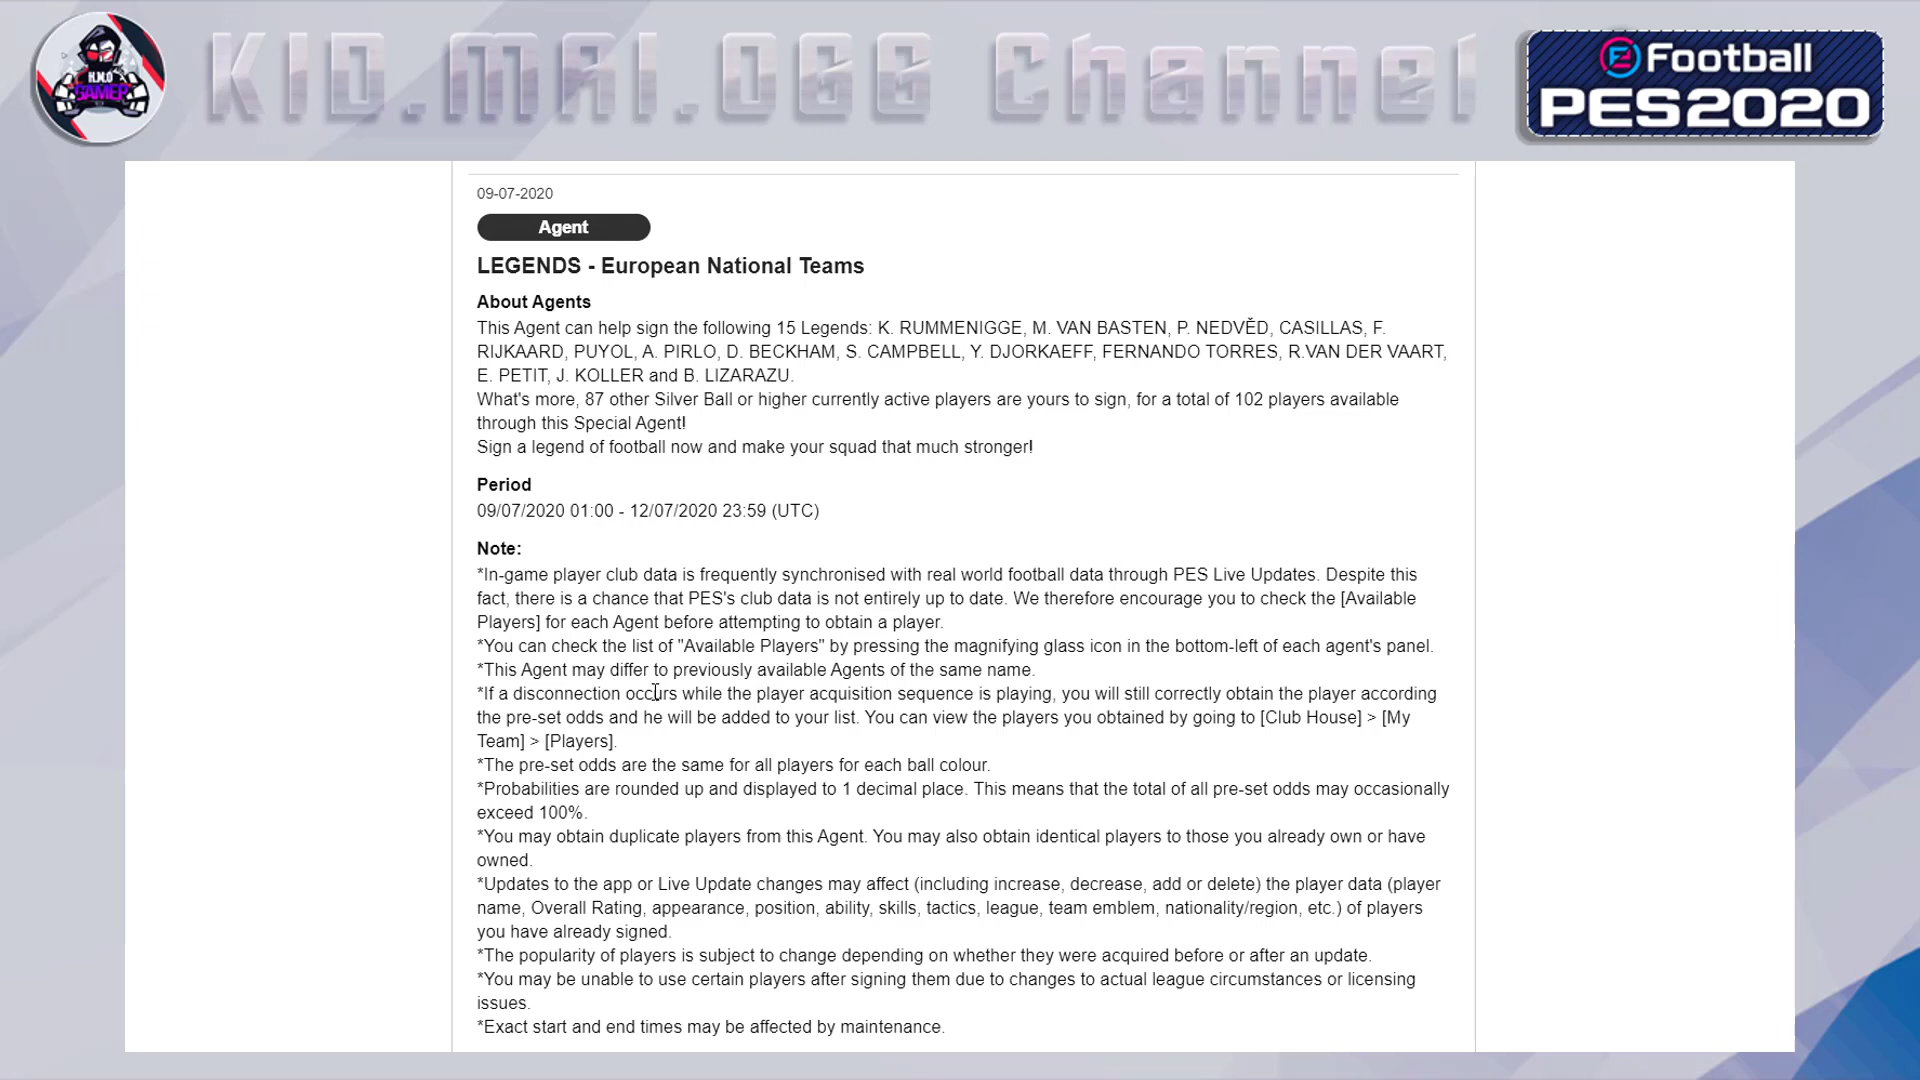 H.M.O
GAMER
KID.MAI.OGG Channel
Football
PES2020
09-07-2020
Agent
LEGENDS - European National Teams
About Agents
This Agent can help sign the following 15 Legends: K. RUMMENIGGE, M. VAN BASTEN, P. NEDVĚD, CASILLAS, F.
RIJKAARD, PUYOL, A. PIRLO, D. BECKHAM, S. CAMPBELL, Y. DJORKAEFF, FERNANDO TORRES, R.VAN DER VAART,
E. PETIT, J. KOLLER and B. LIZARAZU.
What's more, 87 other Silver Ball or higher currently active players are yours to sign, for a total of 102 players available
through this Special Agent!
Sign a legend of football now and make your squad that much stronger!
Period
09/07/2020 01:00 - 12/07/2020 23:59 (UTC)
Note:
*In-game player club data is frequently synchronised with real world football data through PES Live Updates. Despite this
fact, there is a chance that PES's club data is not entirely up to date. We therefore encourage you to check the [Available
Players] for each Agent before attempting to obtain a player.
*You can check the list of "Available Players" by pressing the magnifying glass icon in the bottom-left of each agent's panel.
*This Agent may differ to previously available Agents of the same name.
*If a disconnection occurs while the player acquisition sequence is playing, you will still correctly obtain the player according
the pre-set odds and he will be added to your list. You can view the players you obtained by going to [Club House] > [My
Team] > [Players].
*The pre-set odds are the same for all players for each ball colour.
*Probabilities are rounded up and displayed to 1 decimal place. This means that the total of all pre-set odds may occasionally
exceed 100%.
*You may obtain duplicate players from this Agent. You may also obtain identical players to those you already own or have
owned.
*Updates to the app or Live Update changes may affect (including increase, decrease, add or delete) the player data (player
name, Overall Rating, appearance, position, ability, skills, tactics, league, team emblem, nationality/region, etc.) of players
you have already signed.
*The popularity of players is subject to change depending on whether they were acquired before or after an update.
*You may be unable to use certain players after signing them due to changes to actual league circumstances or licensing
issues.
*Exact start and end times may be affected by maintenance.